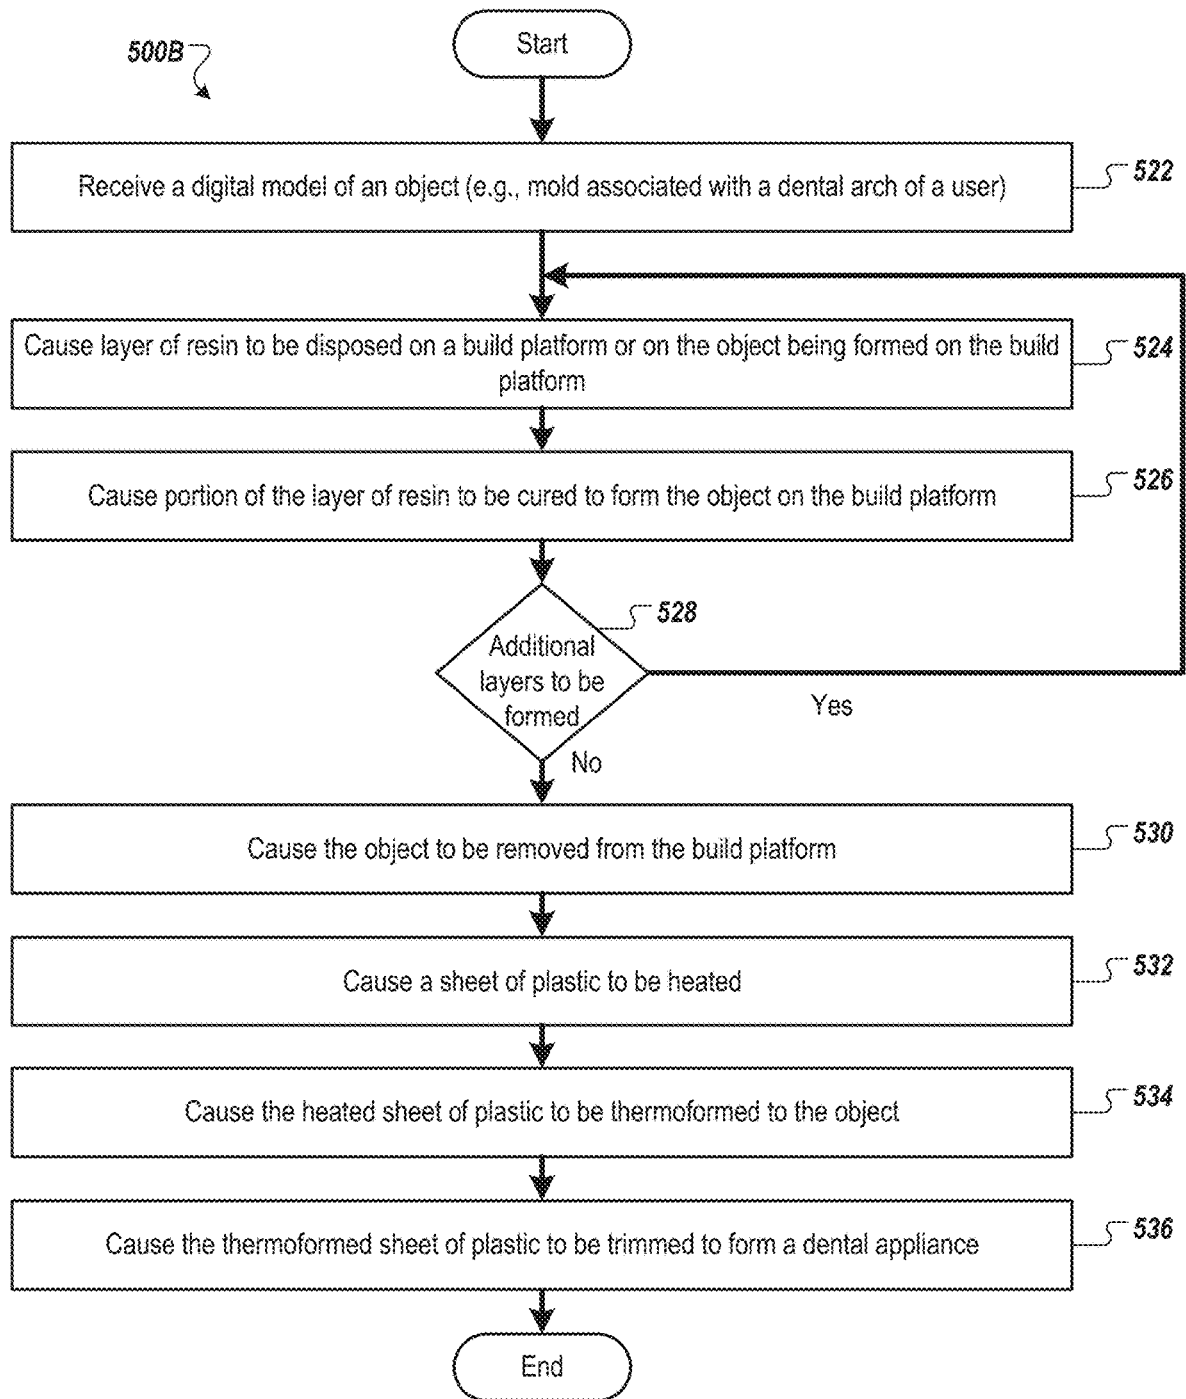 500B
Start
Receive a digital model of an object (e.g., mold associated with a dental arch of a user)
522
Cause layer of resin to be disposed on a build platform or on the object being formed on the build
platform
524
Cause portion of the layer of resin to be cured to form the object on the build platform
526
528
Additional
layers to be
formed
Yes
No
Cause the object to be removed from the build platform
530
Cause a sheet of plastic to be heated
532
Cause the heated sheet of plastic to be thermoformed to the object
534
Cause the thermoformed sheet of plastic to be trimmed to form a dental appliance
536
End